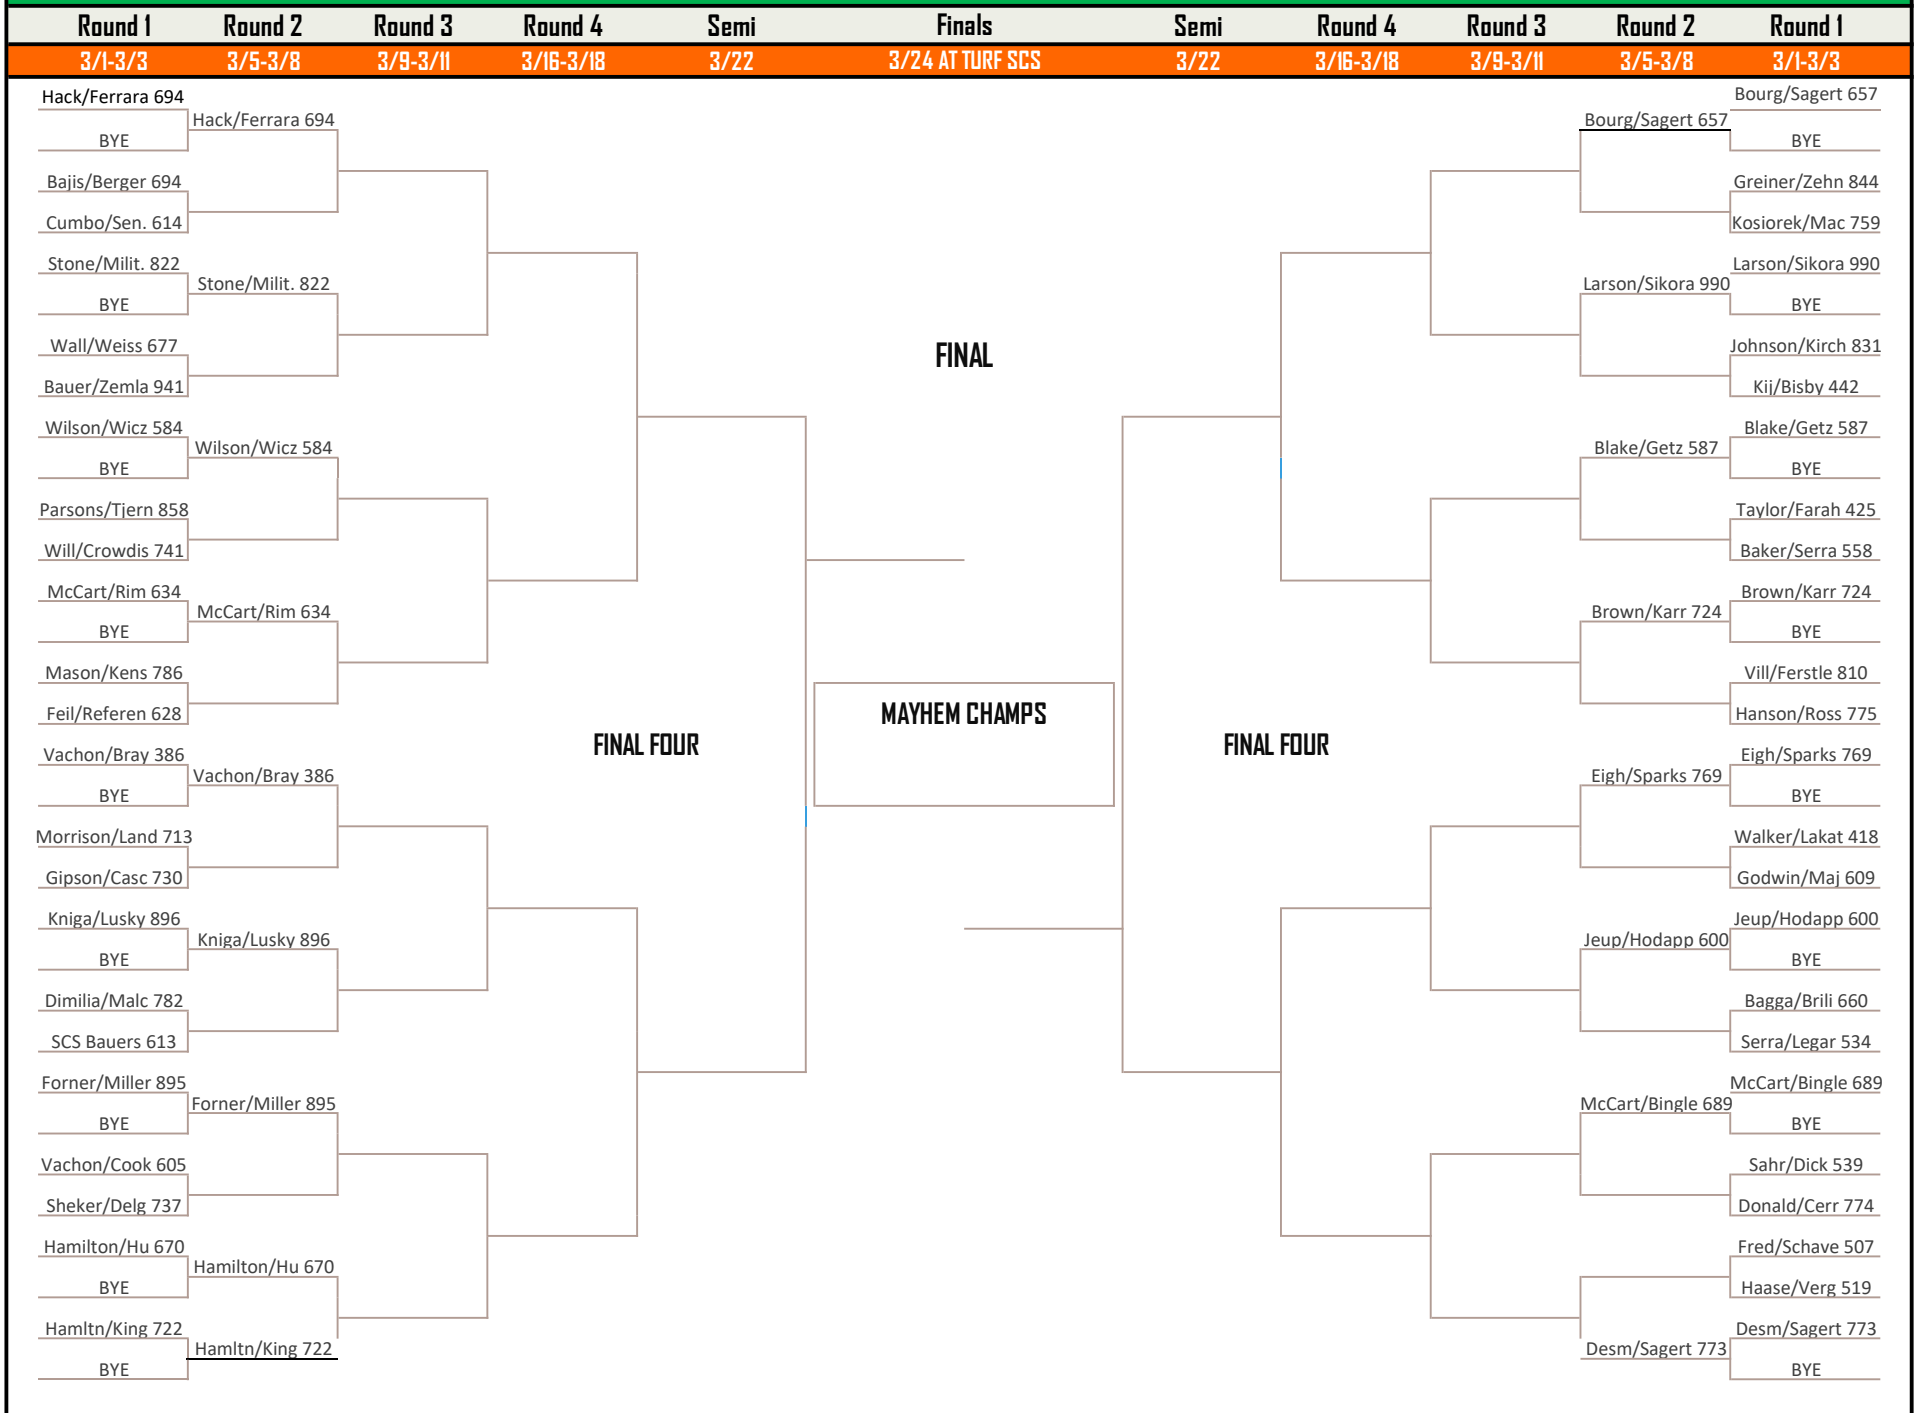 Round 1 Round 2 Round 3 Round 4 Semi Finals Semi Round 4 Round 3 Round 2 Round 1
3/1-3/3 3/5-3/8 3/9-3/11 3/16-3/18 3/22 3/24 AT TURF SCS 3/22 3/16-3/18 3/9-3/11 3/5-3/8 3/1-3/3
Hack/Ferrara 694
BYE
Bajis/Berger 694
Cumbo/Sen. 614
Stone/Milit. 822
BYE
Wall/Weiss 677
Bauer/Zemla 941
Wilson/Wicz 584
BYE
Parsons/Tjern 858
Will/Crowdis 741
McCart/Rim 634
BYE
Mason/Kens 786
Feil/Referen 628
Vachon/Bray 386
BYE
Morrison/Land 713
Gipson/Casc 730
Kniga/Lusky 896
BYE
Dimilia/Malc 782
SCS Bauers 613
Forner/Miller 895
BYE
Vachon/Cook 605
Sheker/Delg 737
Hamilton/Hu 670
BYE
Hamltn/King 722
BYE
Hack/Ferrara 694
Stone/Milit. 822
Wilson/Wicz 584
McCart/Rim 634
Vachon/Bray 386
Kniga/Lusky 896
Forner/Miller 895
Hamilton/Hu 670
Hamltn/King 722
FINAL FOUR
FINAL
MAYHEM CHAMPS
FINAL FOUR
Bourg/Sagert 657
Larson/Sikora 990
Blake/Getz 587
Brown/Karr 724
Eigh/Sparks 769
Jeup/Hodapp 600
McCart/Bingle 689
Desm/Sagert 773
Bourg/Sagert 657
BYE
Greiner/Zehn 844
Kosiorek/Mac 759
Larson/Sikora 990
BYE
Johnson/Kirch 831
Kij/Bisby 442
Blake/Getz 587
BYE
Taylor/Farah 425
Baker/Serra 558
Brown/Karr 724
BYE
Vill/Ferstle 810
Hanson/Ross 775
Eigh/Sparks 769
BYE
Walker/Lakat 418
Godwin/Maj 609
Jeup/Hodapp 600
BYE
Bagga/Brili 660
Serra/Legar 534
McCart/Bingle 689
BYE
Sahr/Dick 539
Donald/Cerr 774
Fred/Schave 507
Haase/Verg 519
Desm/Sagert 773
BYE